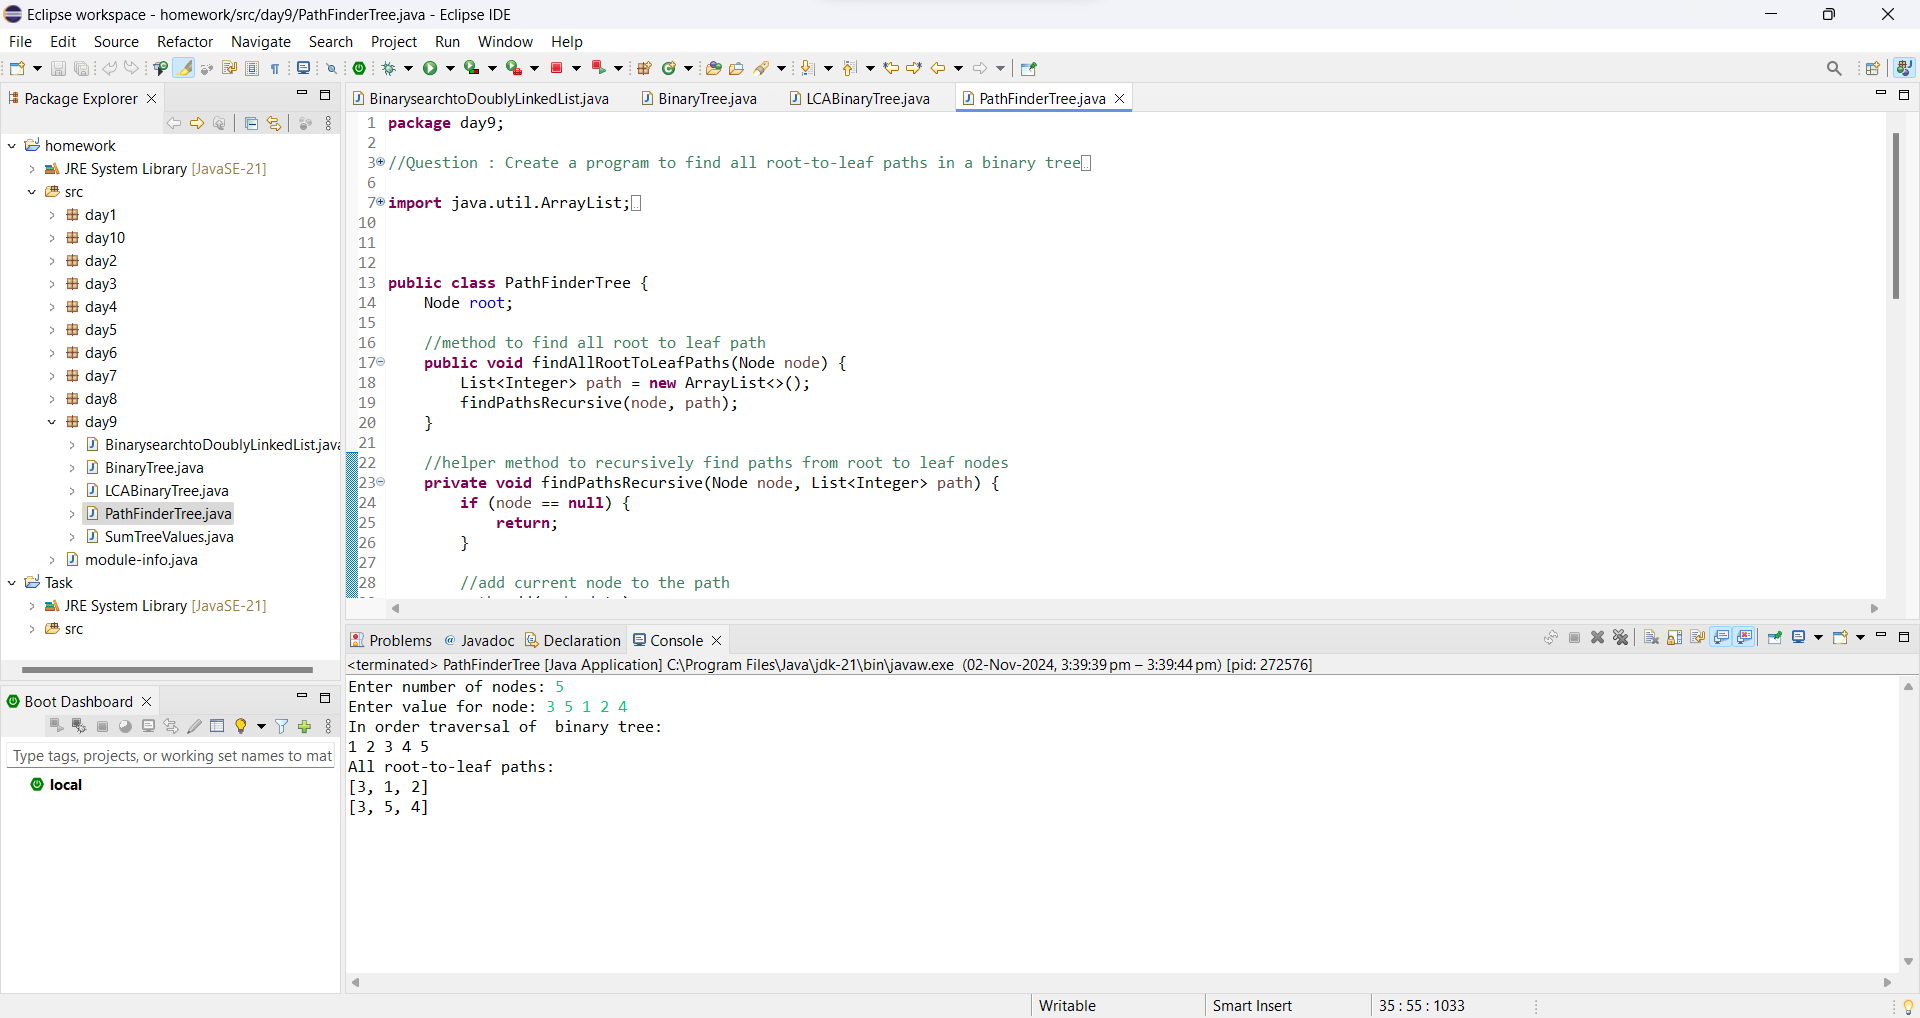 Eclipse workspace - homework/src/day9/PathFinderTree.java - Eclipse IDE
File Edit Source Refactor Navigate Search Project Run Window Help
Package Explorer
homework
JRE System Library [JavaSE-21]
src
day1
day10
day2
day3
day4
day5
day6
day7
day8
day9
BinarysearchtoDoublyLinkedList.java
BinaryTree.java
LCABinaryTree.java
PathFinderTree.java
SumTreeValues.java
module-info.java
Task
JRE System Library [JavaSE-21]
src
Boot Dashboard
Type tags, projects, or working set names to mat
local
BinarysearchtoDoublyLinkedList.java BinaryTree.java LCABinaryTree.java PathFinderTree.java
1 package day9;
2
3 //Question : Create a program to find all root-to-leaf paths in a binary tree
6
7 import java.util.ArrayList;
10
11
12
13 public class PathFinderTree {
14 Node root;
15
16 //method to find all root to leaf path
17 public void findAllRootToLeafPaths(Node node) {
18 List<Integer> path = new ArrayList<>();
19 findPathsRecursive(node, path);
20 }
21
22 //helper method to recursively find paths from root to leaf nodes
23 private void findPathsRecursive(Node node, List<Integer> path) {
24 if (node == null) {
25 return;
26 }
27
28 //add current node to the path
Problems Javadoc Declaration Console
<terminated> PathFinderTree [Java Application] C:\Program Files\Java\jdk-21\bin\javaw.exe (02-Nov-2024, 3:39:39 pm – 3:39:44 pm) [pid: 272576]
Enter number of nodes: 5
Enter value for node: 3 5 1 2 4
In order traversal of  binary tree:
1 2 3 4 5
All root-to-leaf paths:
[3, 1, 2]
[3, 5, 4]
Writable Smart Insert 35 : 55 : 1033